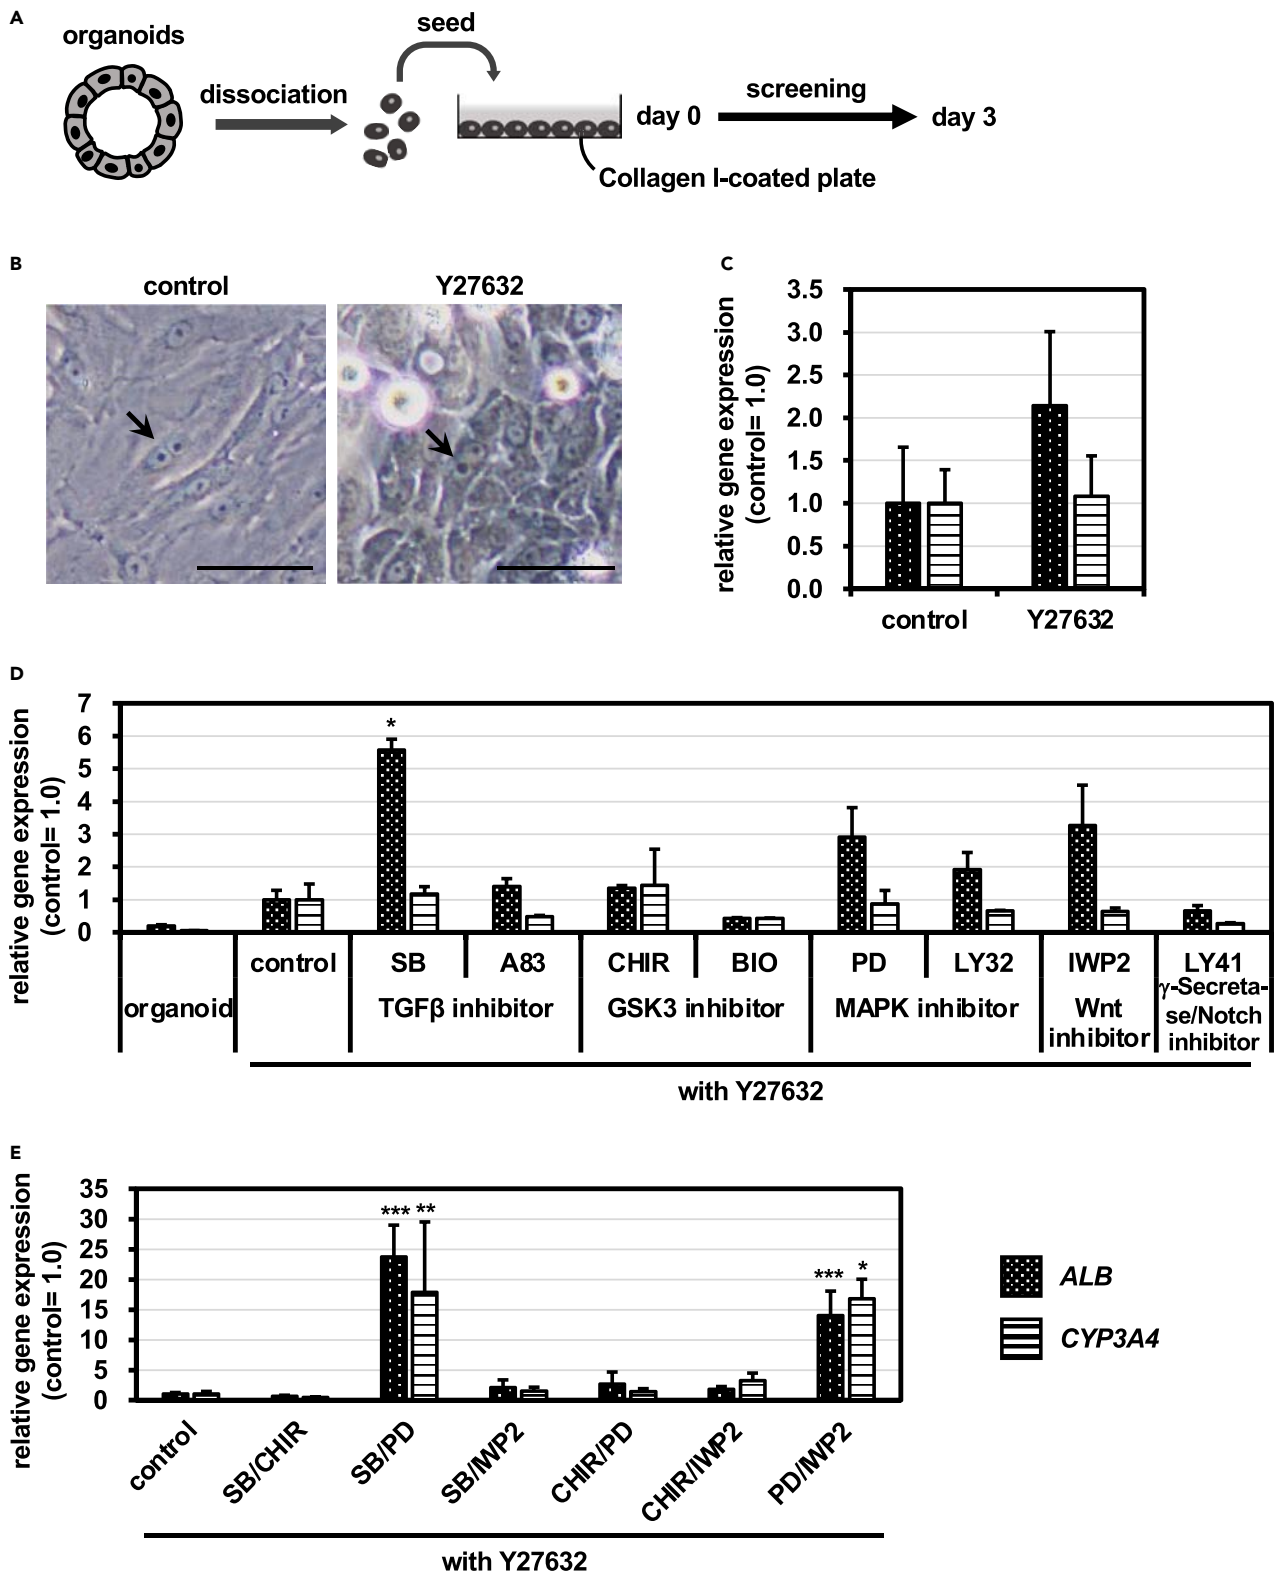 A
organoids
dissociation
seed
day 0
screening
day 3
Collagen I-coated plate
B
control
Y27632
C
relative gene expression
(control= 1.0)
3.5
3.0
2.5
2.0
1.5
1.0
0.5
0.0
control
Y27632
D
relative gene expression
(control= 1.0)
7
6
5
4
3
2
1
0
*
control
SB
A83
CHIR
BIO
PD
LY32
IWP2
LY41
organoid
TGFβ inhibitor
GSK3 inhibitor
MAPK inhibitor
Wnt
inhibitor
γ-Secreta-
se/Notch
inhibitor
with Y27632
E
relative gene expression
(control= 1.0)
35
30
25
20
15
10
5
0
*** **
*** *
control
SB/CHIR
SB/PD
SB/IWP2
CHIR/PD
CHIR/IWP2
PD/IWP2
with Y27632
ALB
CYP3A4